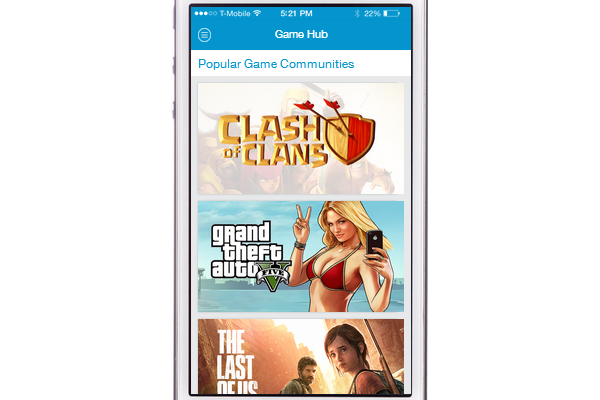 T-Mobile 5:21 PM 22%
Game Hub
Popular Game Communities
CLASH
OF CLANS
grand
theft
auto
FIVE
THE
LAST
OF US